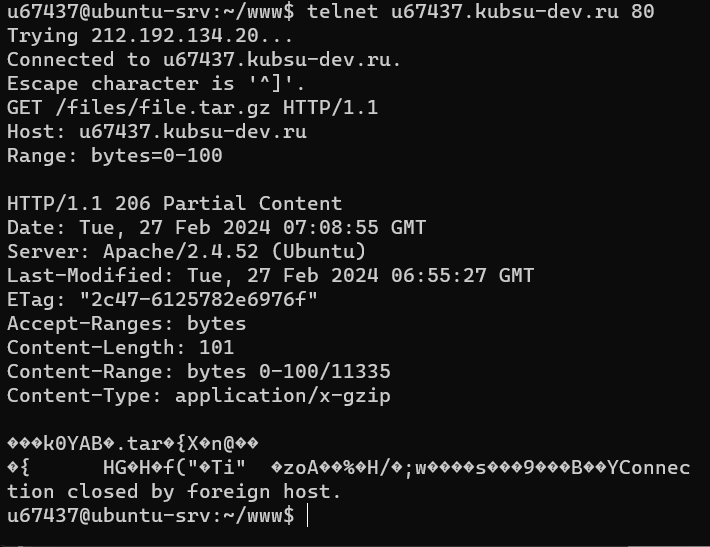 u67437@ubuntu-srv:~/www$ telnet u67437.kubsu-dev.ru 80
Trying 212.192.134.20...
Connected to u67437.kubsu-dev.ru.
Escape character is '^]'.
GET /files/file.tar.gz HTTP/1.1
Host: u67437.kubsu-dev.ru
Range: bytes=0-100

HTTP/1.1 206 Partial Content
Date: Tue, 27 Feb 2024 07:08:55 GMT
Server: Apache/2.4.52 (Ubuntu)
Last-Modified: Tue, 27 Feb 2024 06:55:27 GMT
ETag: "2c47-6125782e6976f"
Accept-Ranges: bytes
Content-Length: 101
Content-Range: bytes 0-100/11335
Content-Type: application/x-gzip

���k0YAB�.tar�{X�n@��
�{      HG�H�f("�Ti"  �zoA��%�H/�;w����s���9���B��YConnec
tion closed by foreign host.
u67437@ubuntu-srv:~/www$